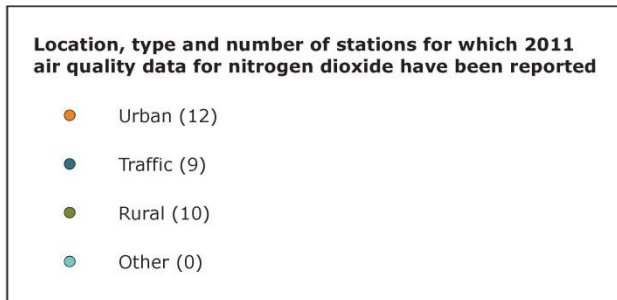 Location, type and number of stations for which 2011
air quality data for nitrogen dioxide have been reported
Urban (12)
Traffic (9)
Rural (10)
Other (0)